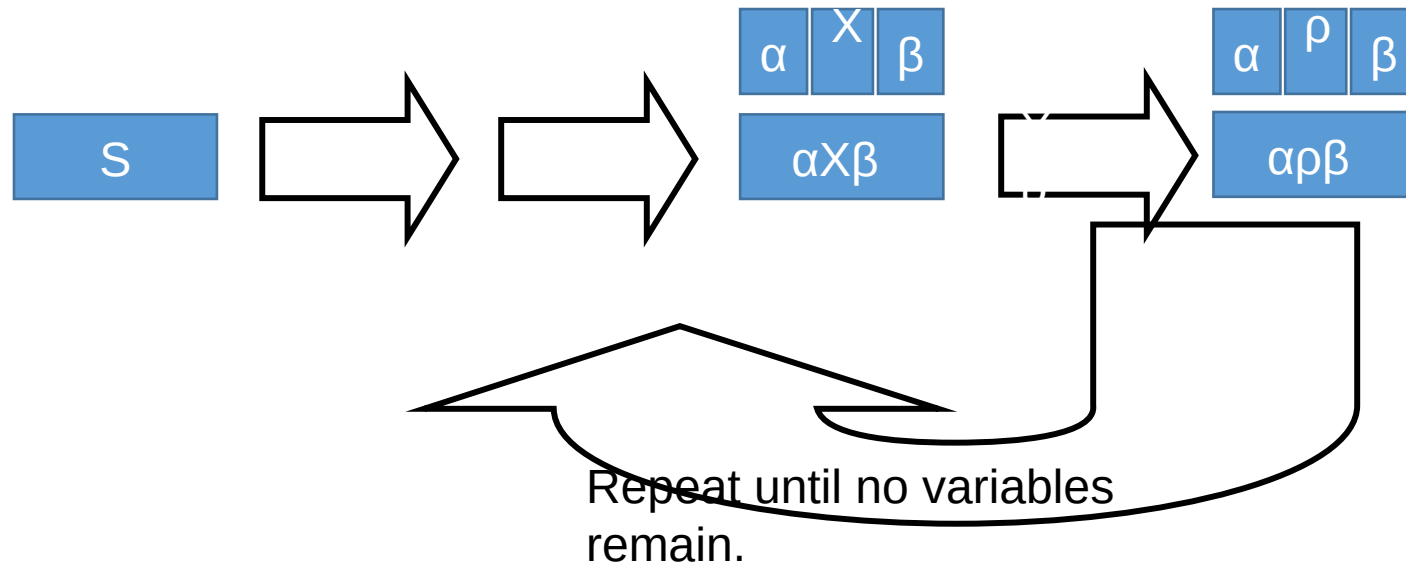 α X β
α ρ β
S
αXβ
αρβ
Repeat until no variables
remain.